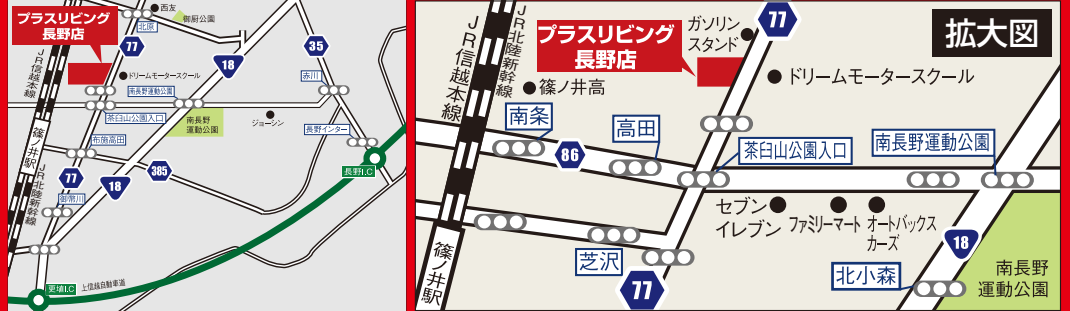 プラスリビング
長野店
西友
御厨公園
北原
77
18
35
JR信越本線
ドリームモータースクール
赤川
南長野運動公園
茶臼山公園入口
南長野
運動公園
ジョーシン
長野インター
篠ノ井駅
布施高田
385
長野I.C
77
18
JR北陸新幹線
御幣川
更埴I.C
上信越自動車道
拡大図
プラスリビング
長野店
ガソリン
スタンド
77
JR北陸新幹線
JR信越本線
ドリームモータースクール
篠ノ井高
南条
高田
86
茶臼山公園入口
南長野運動公園
セブン
イレブン
ファミリーマート
オートバックス
カーズ
篠ノ井駅
芝沢
77
18
北小森
南長野
運動公園